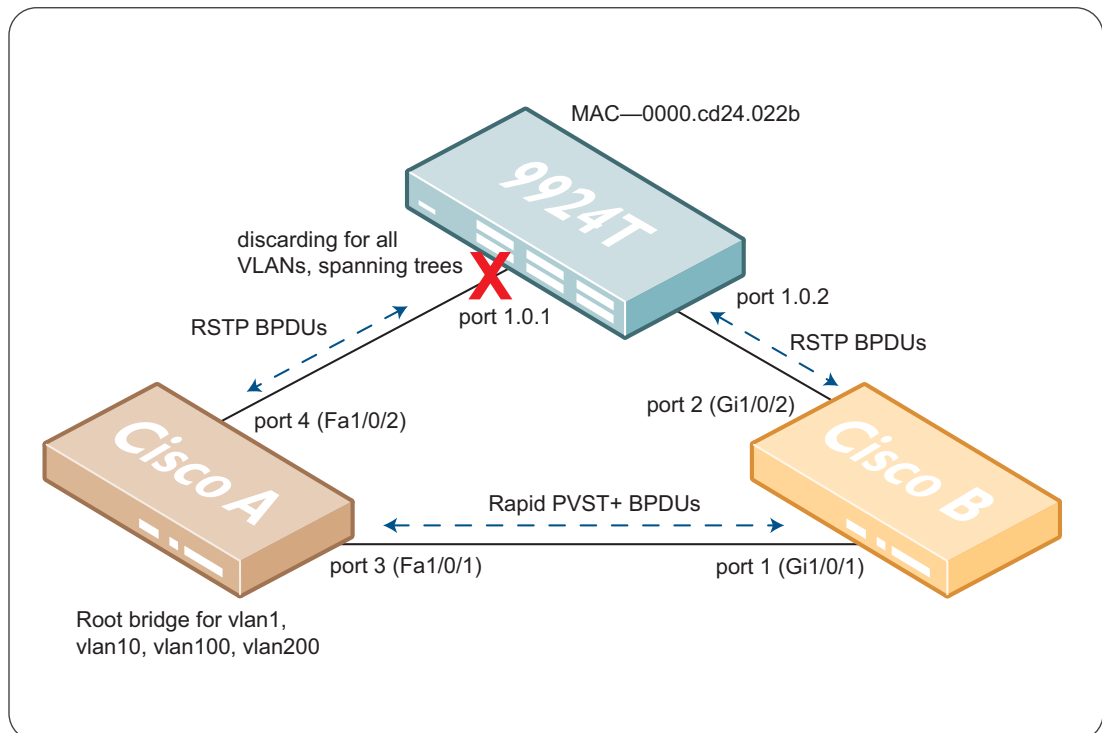 MAC—0000.cd24.022b
9924T
discarding for all
VLANs, spanning trees
X
port 1.0.1
port 1.0.2
RSTP BPDUs
RSTP BPDUs
port 4 (Fa1/0/2)
port 2 (Gi1/0/2)
Cisco A
Cisco B
Rapid PVST+ BPDUs
port 3 (Fa1/0/1)
port 1 (Gi1/0/1)
Root bridge for vlan1,
vlan10, vlan100, vlan200